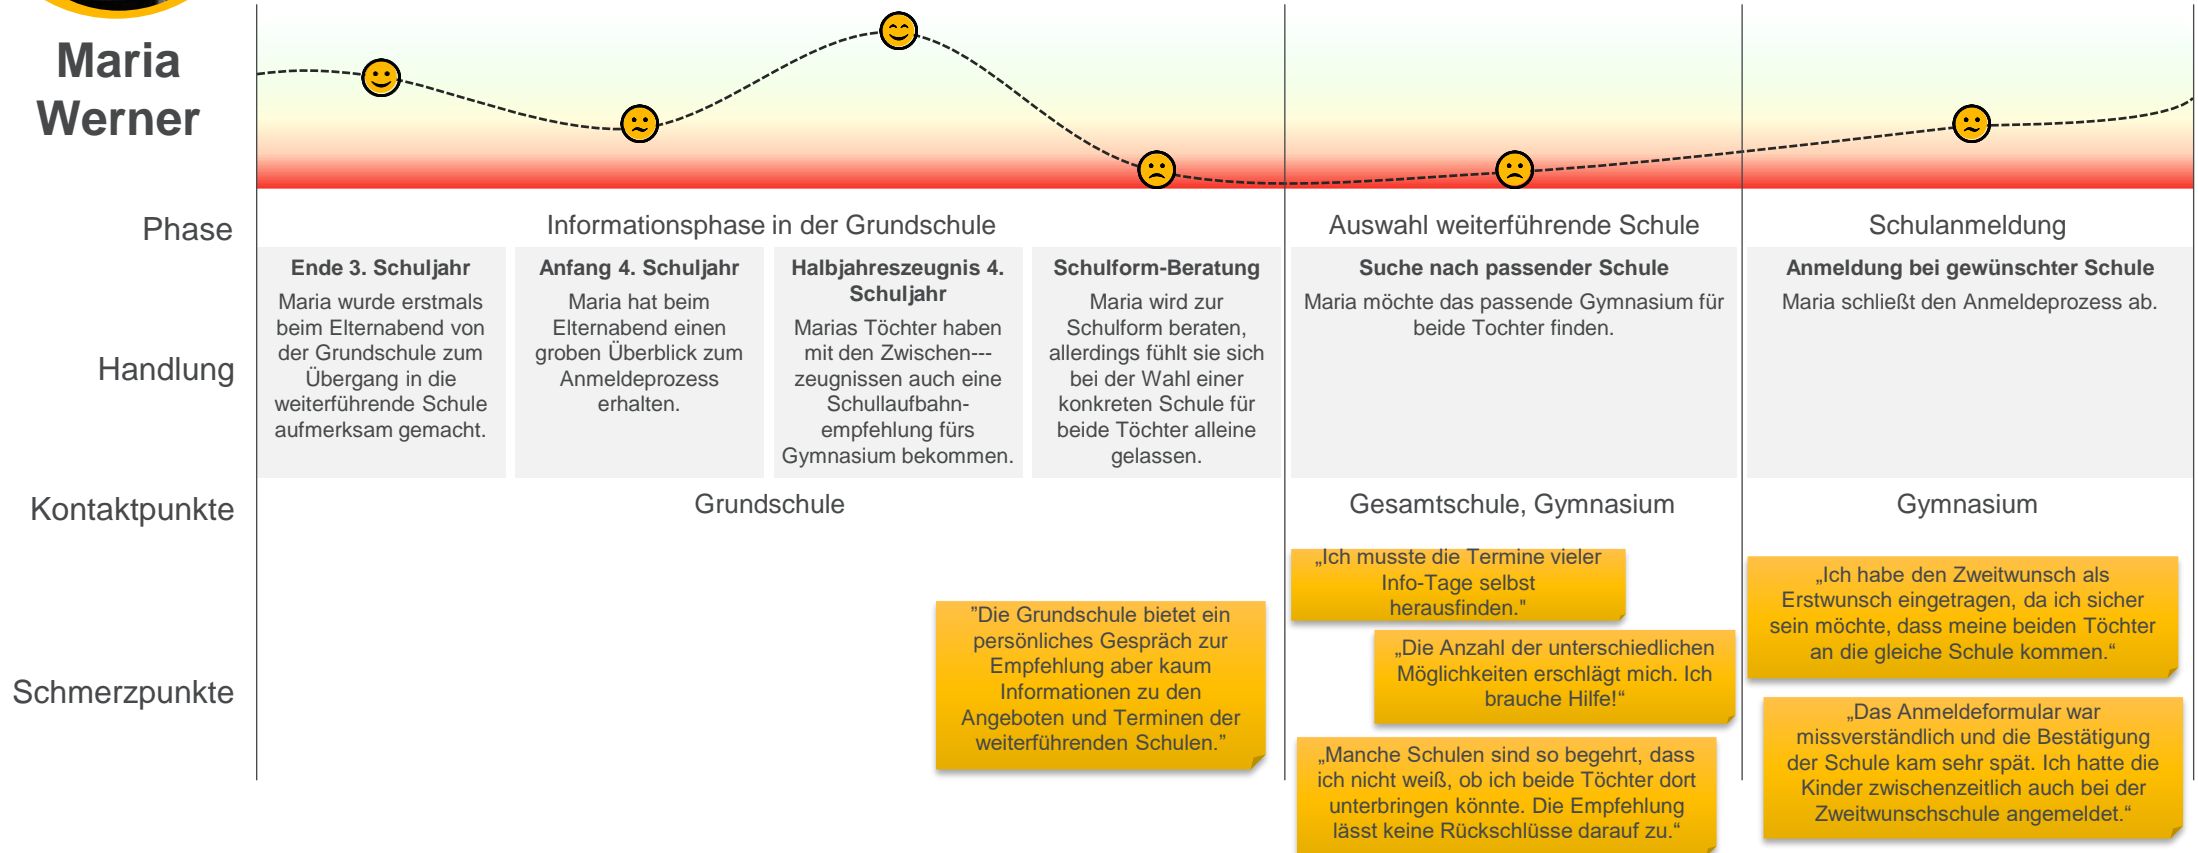 Maria
Werner
Phase
Informationsphase in der Grundschule
Auswahl weiterführende Schule
Schulanmeldung
Handlung
Ende 3. Schuljahr
Maria wurde erstmals
beim Elternabend von
der Grundschule zum
Übergang in die
weiterführende Schule
aufmerksam gemacht.
Anfang 4. Schuljahr
Maria hat beim
Elternabend einen
groben Überblick zum
Anmeldeprozess
erhalten.
Halbjahreszeugnis 4.
Schuljahr
Marias Töchter haben
mit den Zwischen---
zeugnissen auch eine
Schullaufbahn-
empfehlung fürs
Gymnasium bekommen.
Schulform-Beratung
Maria wird zur
Schulform beraten,
allerdings fühlt sie sich
bei der Wahl einer
konkreten Schule für
beide Töchter alleine
gelassen.
Suche nach passender Schule
Maria möchte das passende Gymnasium für
beide Tochter finden.
Anmeldung bei gewünschter Schule
Maria schließt den Anmeldeprozess ab.
Kontaktpunkte
Grundschule
Gesamtschule, Gymnasium
Gymnasium
Schmerzpunkte
"Die Grundschule bietet ein
persönliches Gespräch zur
Empfehlung aber kaum
Informationen zu den
Angeboten und Terminen der
weiterführenden Schulen.”
„Ich musste die Termine vieler
Info-Tage selbst
herausfinden."
„Die Anzahl der unterschiedlichen
Möglichkeiten erschlägt mich. Ich
brauche Hilfe!“
„Manche Schulen sind so begehrt, dass
ich nicht weiß, ob ich beide Töchter dort
unterbringen könnte. Die Empfehlung
lässt keine Rückschlüsse darauf zu.“
„Ich habe den Zweitwunsch als
Erstwunsch eingetragen, da ich sicher
sein möchte, dass meine beiden Töchter
an die gleiche Schule kommen.“
„Das Anmeldeformular war
missverständlich und die Bestätigung
der Schule kam sehr spät. Ich hatte die
Kinder zwischenzeitlich auch bei der
Zweitwunschschule angemeldet.“